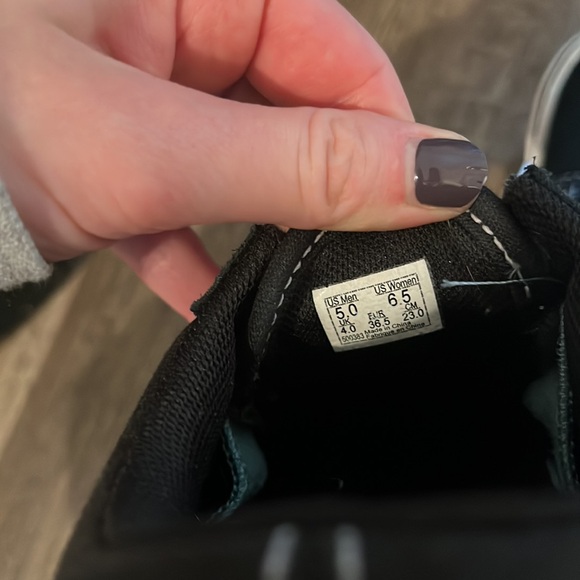 US Men US Women
5.0 6.5
UK EUR CM
4.0 36.5 23.0
Made in China
500383 Fabriqué en China